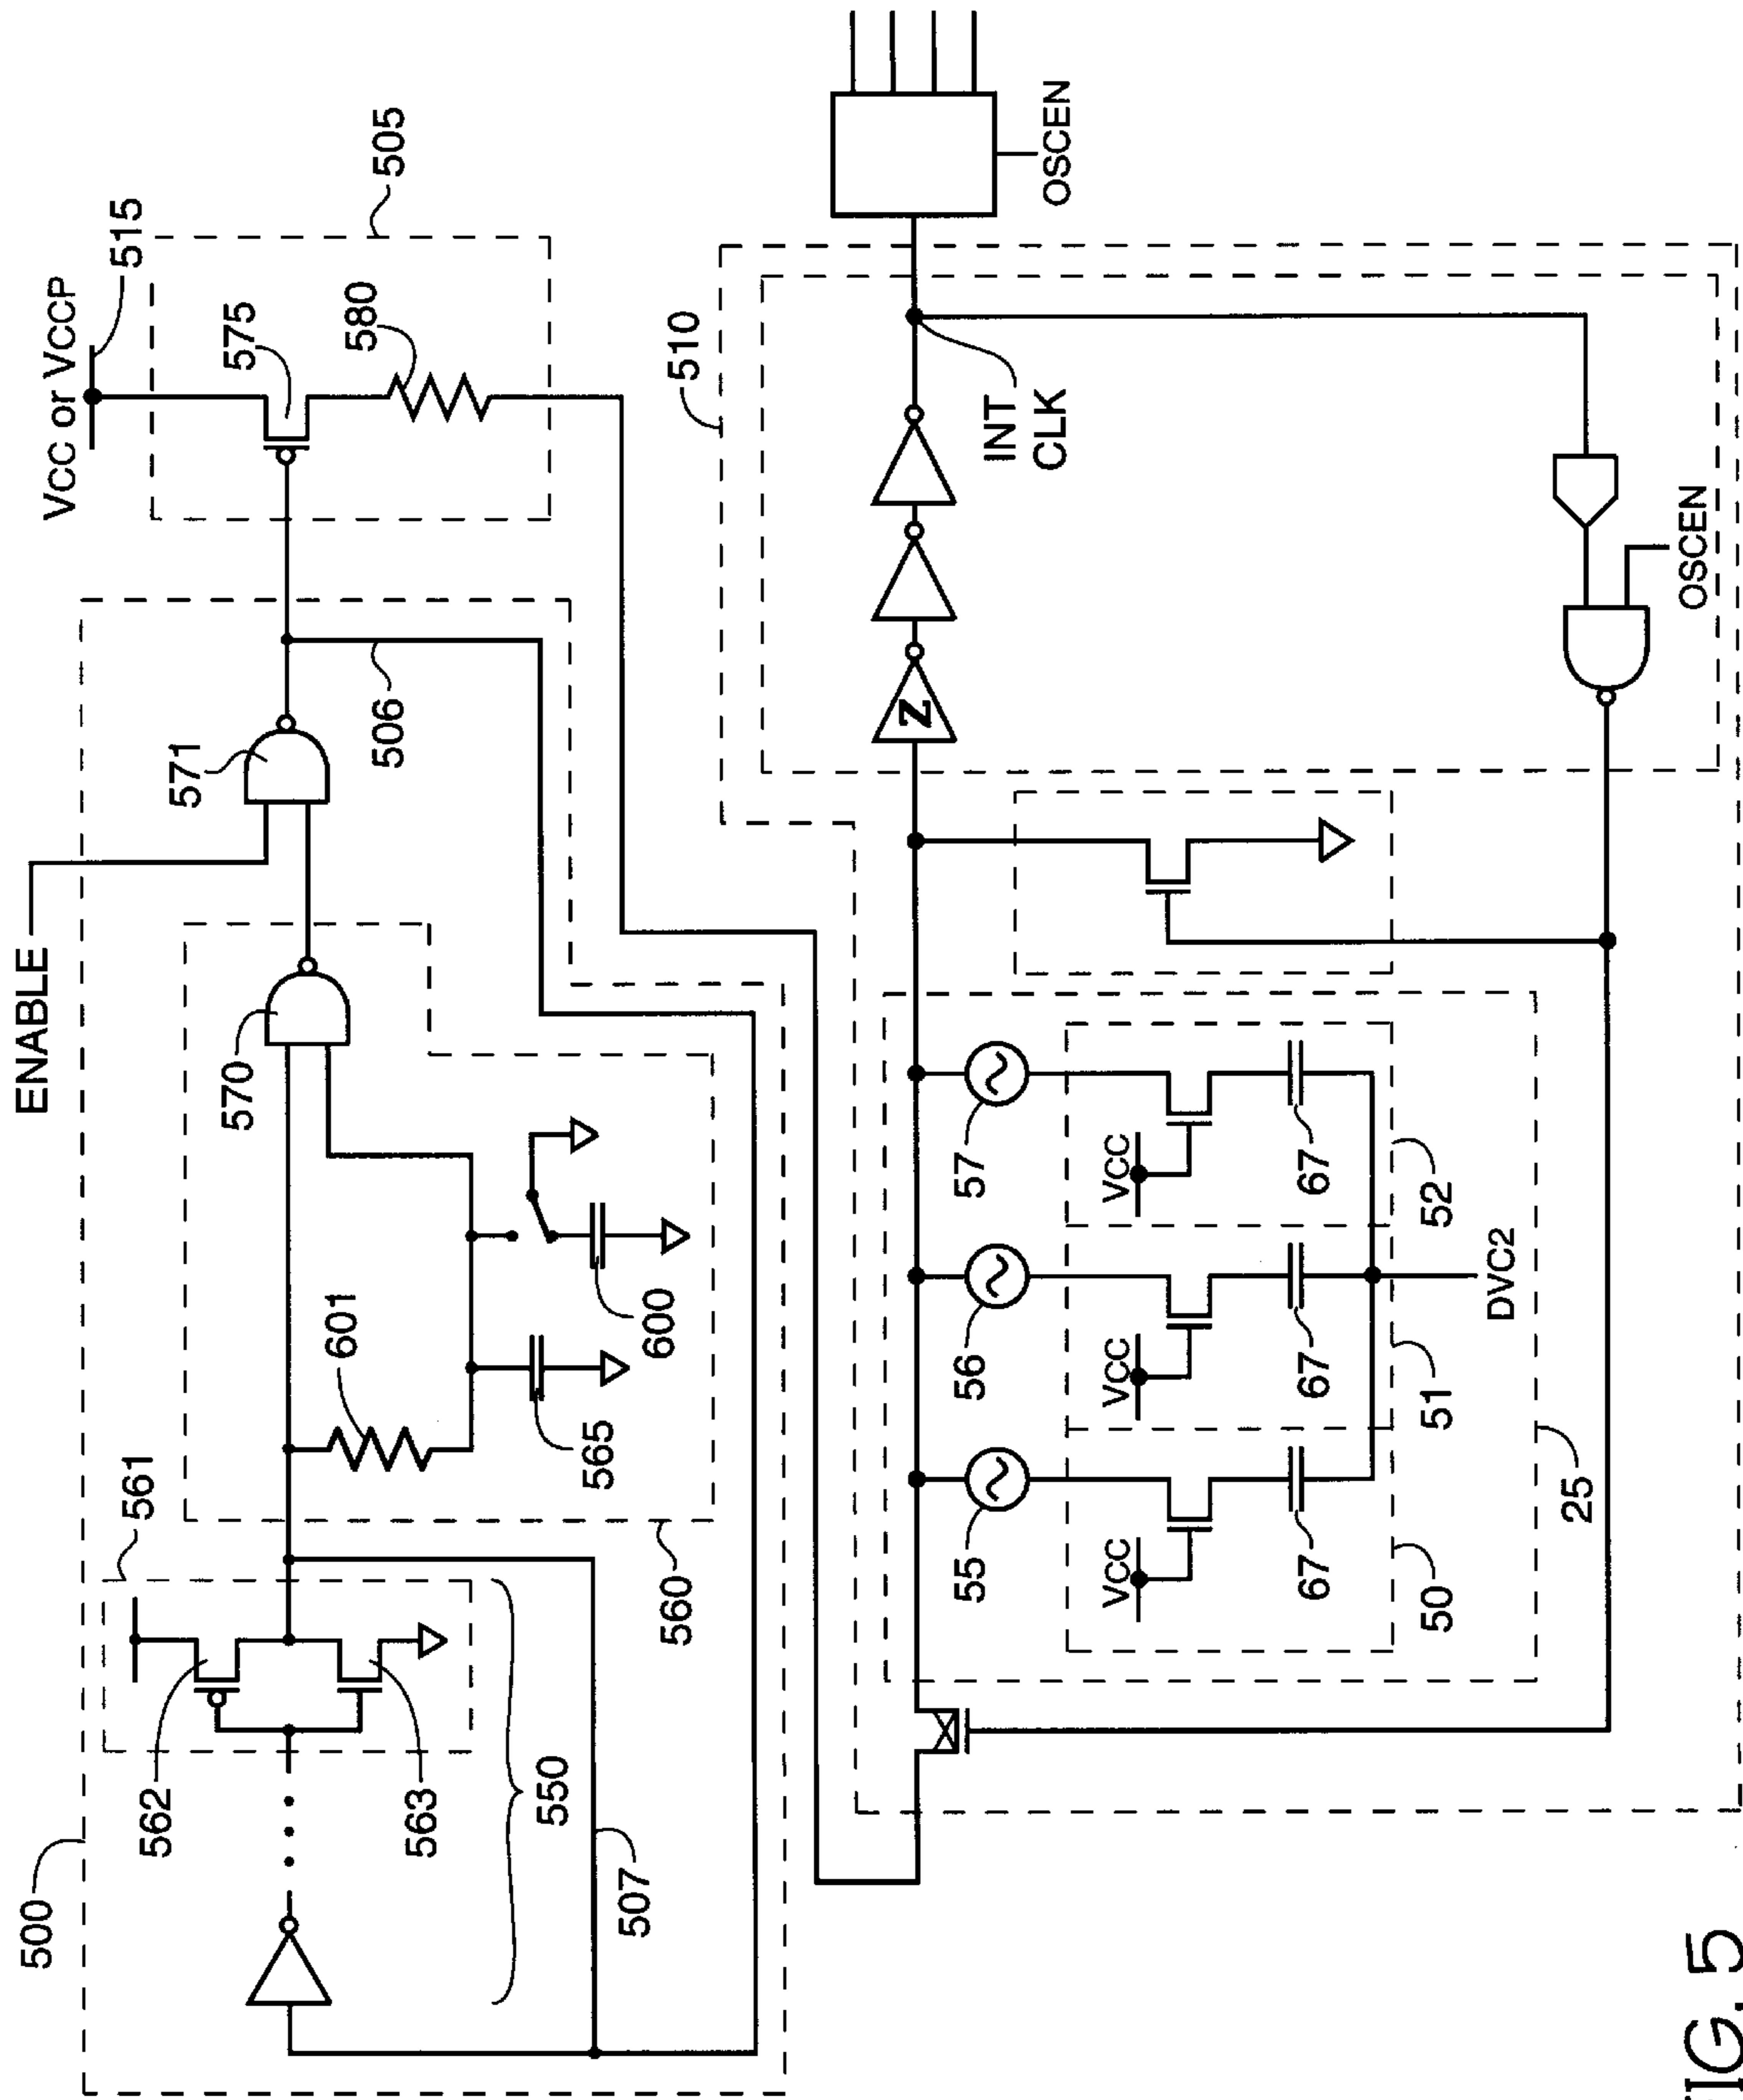 VCC or VCCP
515
505
575
580
ENABLE
571
506
570
561
601
600
565
560
562
563
550
500
507
510
INT
CLK
OSCEN
OSCEN
57
56
55
VCC
VCC
VCC
67
67
67
52
51
50
DVC2
25
Z
FIG. 5